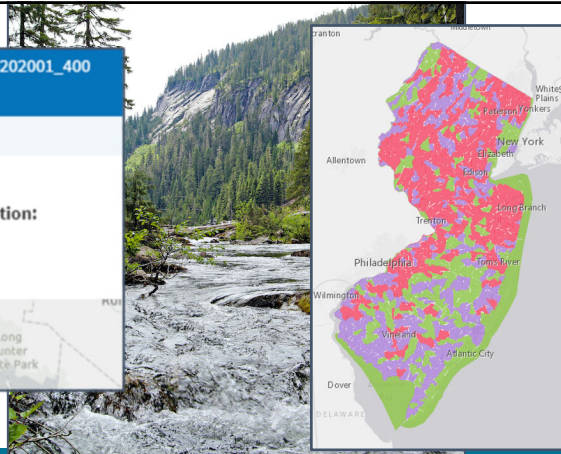 202001_400
tion:
ong
unter
te Park
cranton
Middletown
White
Plains
Paterson
Yonkers
New York
Allentown
Elizabeth
Edison
Long Branch
Trenton
Philadelphia
Toms River
Wilmington
Vineland
Atlantic City
Dover
DELAWARE